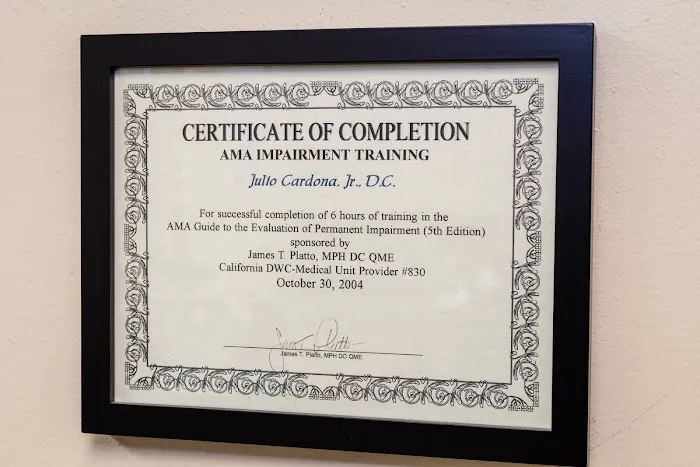 CERTIFICATE OF COMPLETION
AMA IMPAIRMENT TRAINING
Julio Cardona, Jr., D.C.
For successful completion of 6 hours of training in the
AMA Guide to the Evaluation of Permanent Impairment (5th Edition)
sponsored by
James T. Platto, MPH DC QME
California DWC-Medical Unit Provider #830
October 30, 2004
James T. Platto
James T. Platto, MPH DC QME